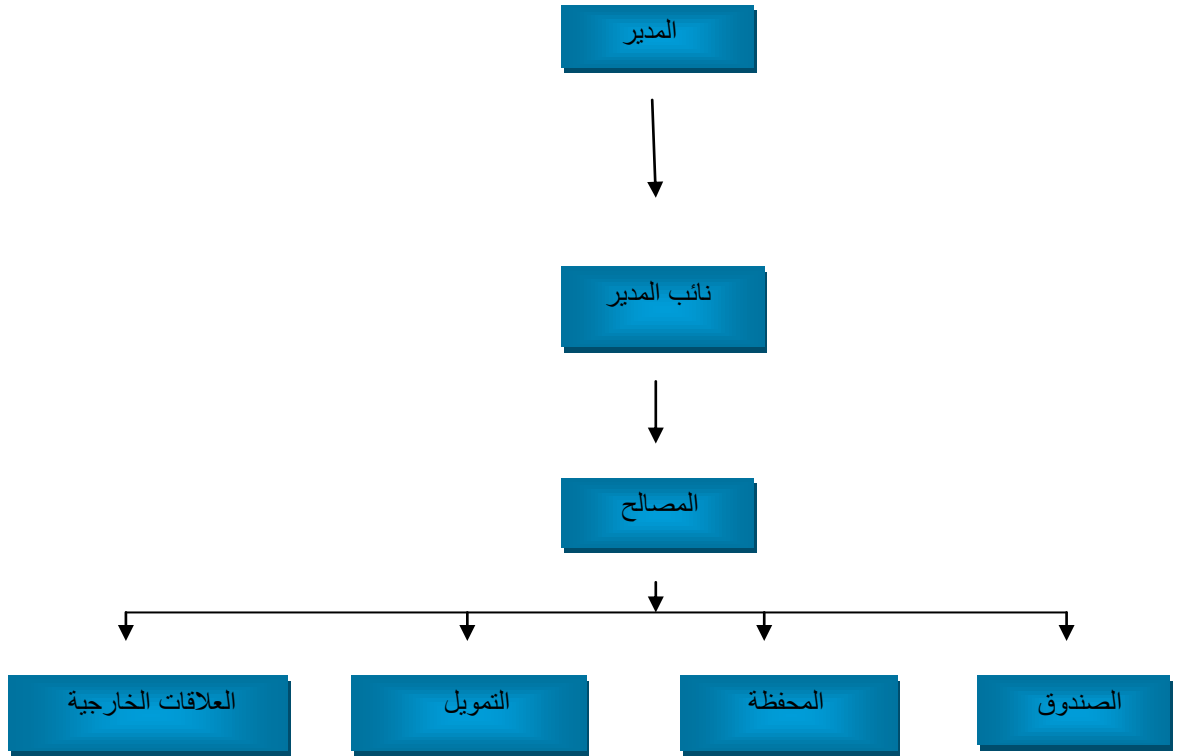 المدير
نائب المدير
المصالح
الصندوق
المحفظة
التمويل
العلاقات الخارجية